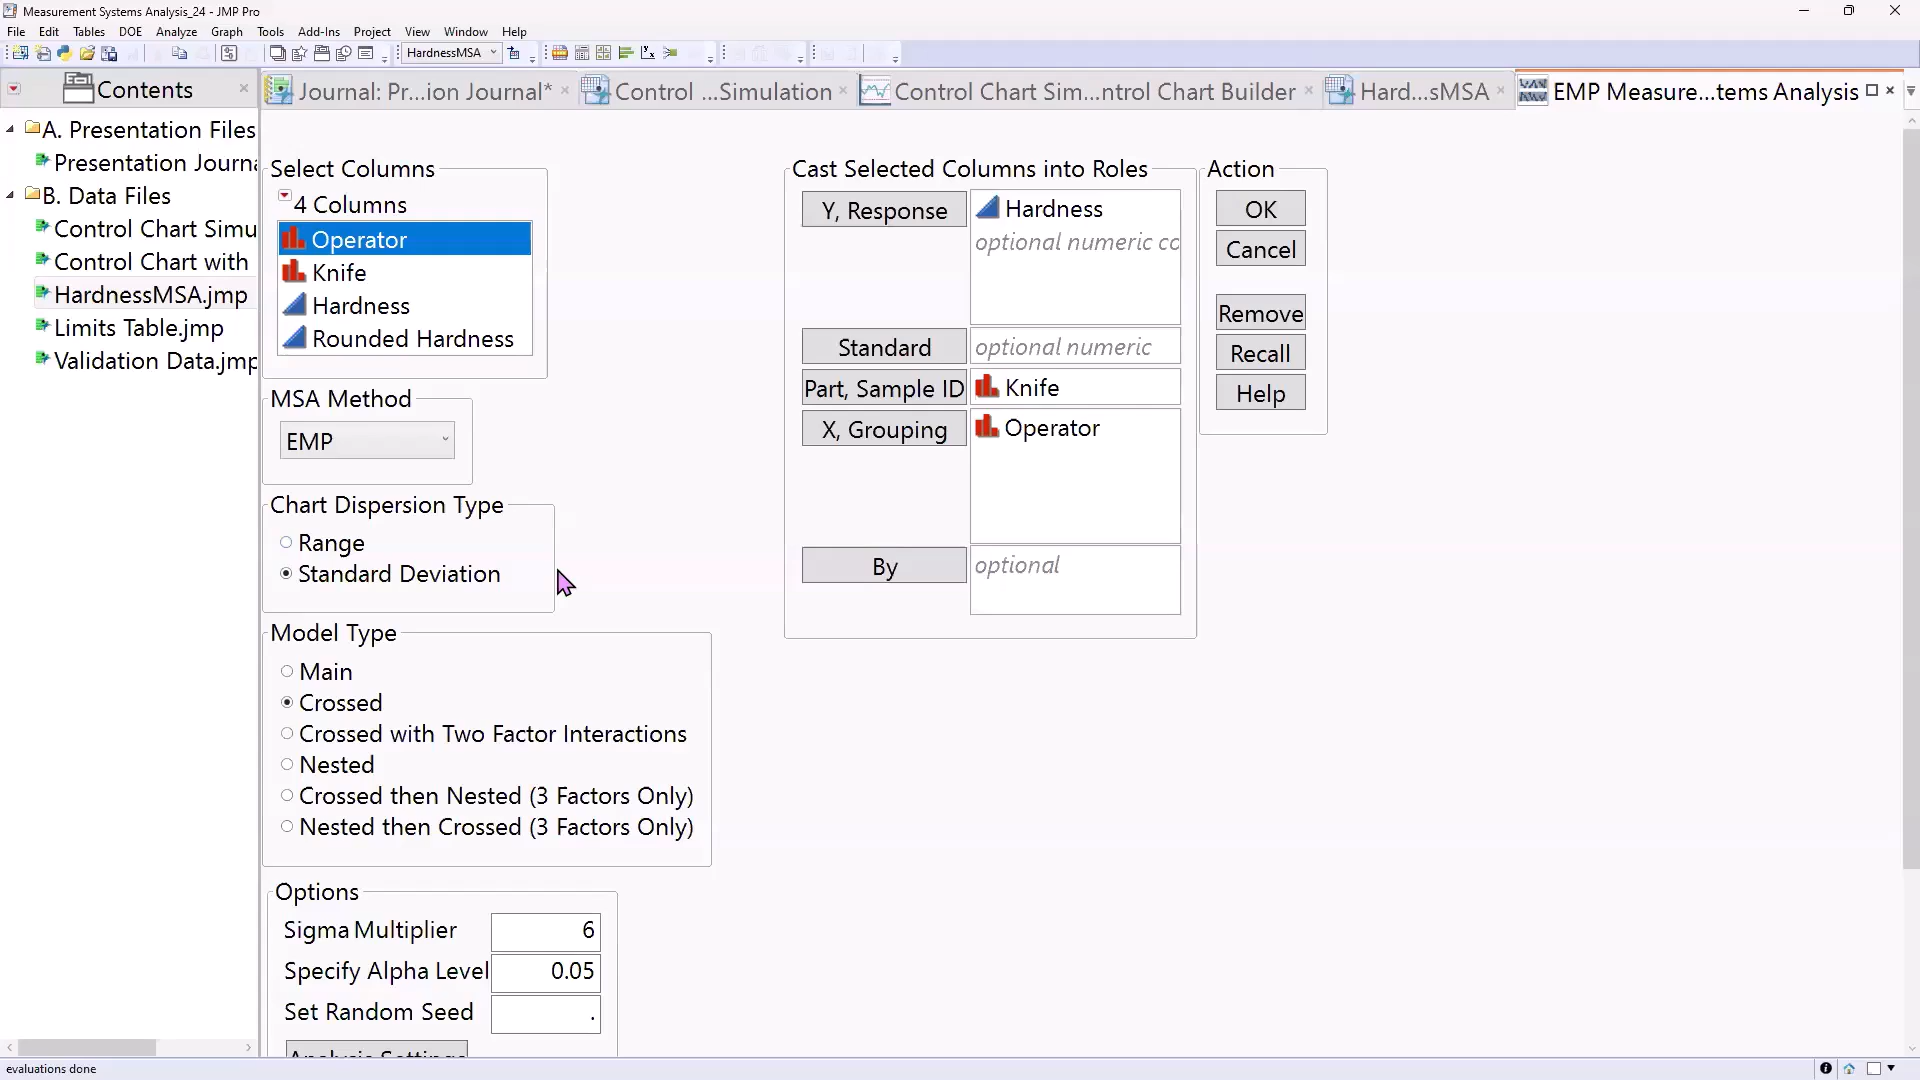 Measurement Systems Analysis_24 - JMP Pro
File Edit Tables DOE Analyze Graph Tools Add-Ins Project View Window Help
HardnessMSA
Contents
Journal: Pr...ion Journal*
Control ...Simulation
Control Chart Sim...ntrol Chart Builder
Hard...sMSA
EMP Measure...tems Analysis
A. Presentation Files
Presentation Journa
B. Data Files
Control Chart Simu
Control Chart with
HardnessMSA.jmp
Limits Table.jmp
Validation Data.jmp
Select Columns
4 Columns
Operator
Knife
Hardness
Rounded Hardness
MSA Method
EMP
Chart Dispersion Type
Range
Standard Deviation
Model Type
Main
Crossed
Crossed with Two Factor Interactions
Nested
Crossed then Nested (3 Factors Only)
Nested then Crossed (3 Factors Only)
Options
Sigma Multiplier 6
Specify Alpha Level 0.05
Set Random Seed .
Analysis Settings
Cast Selected Columns into Roles
Y, Response Hardness
optional numeric co
Standard optional numeric
Part, Sample ID Knife
X, Grouping Operator
By optional
Action
OK
Cancel
Remove
Recall
Help
evaluations done